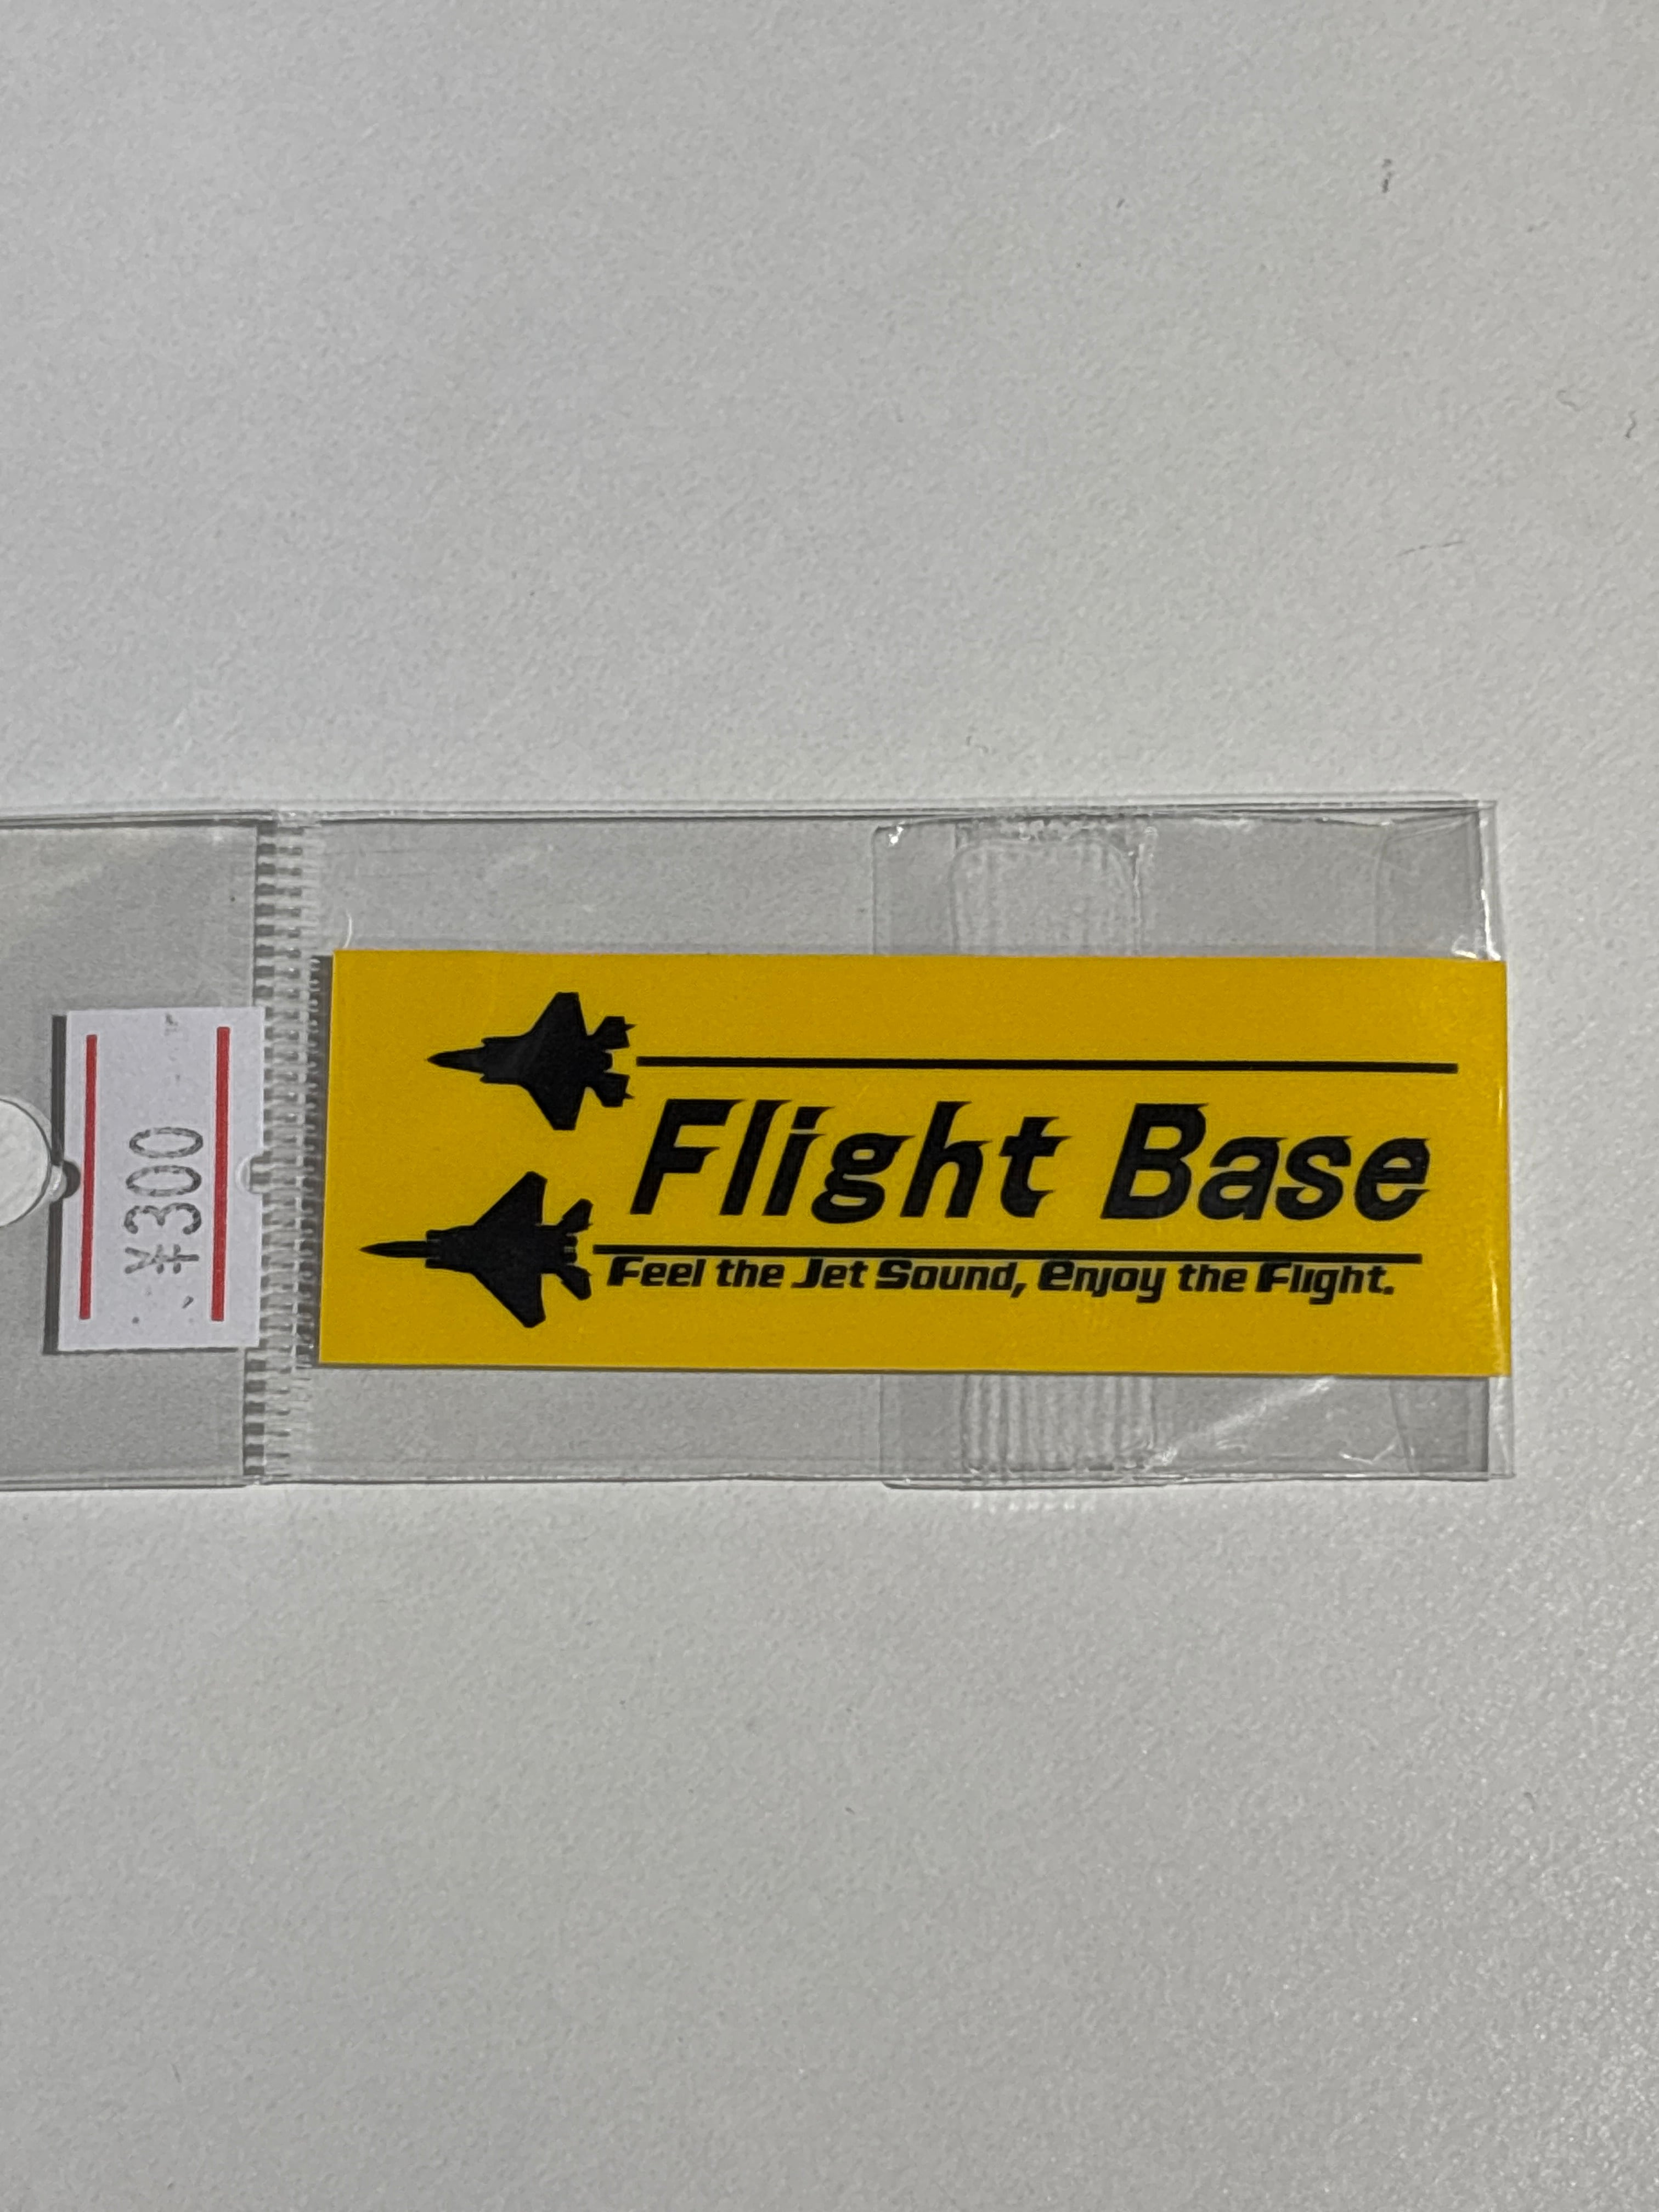 ¥300
Flight Base
Feel the Jet Sound, Enjoy the Flight.